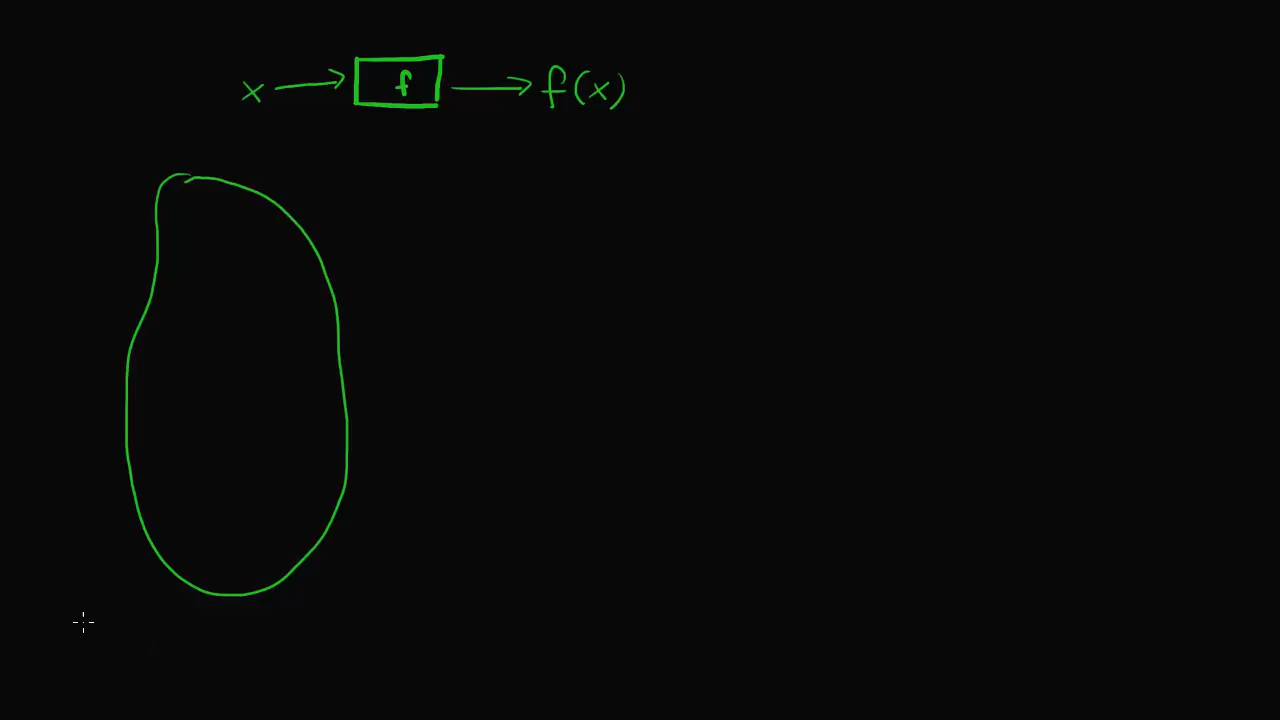 x → f → f(x)